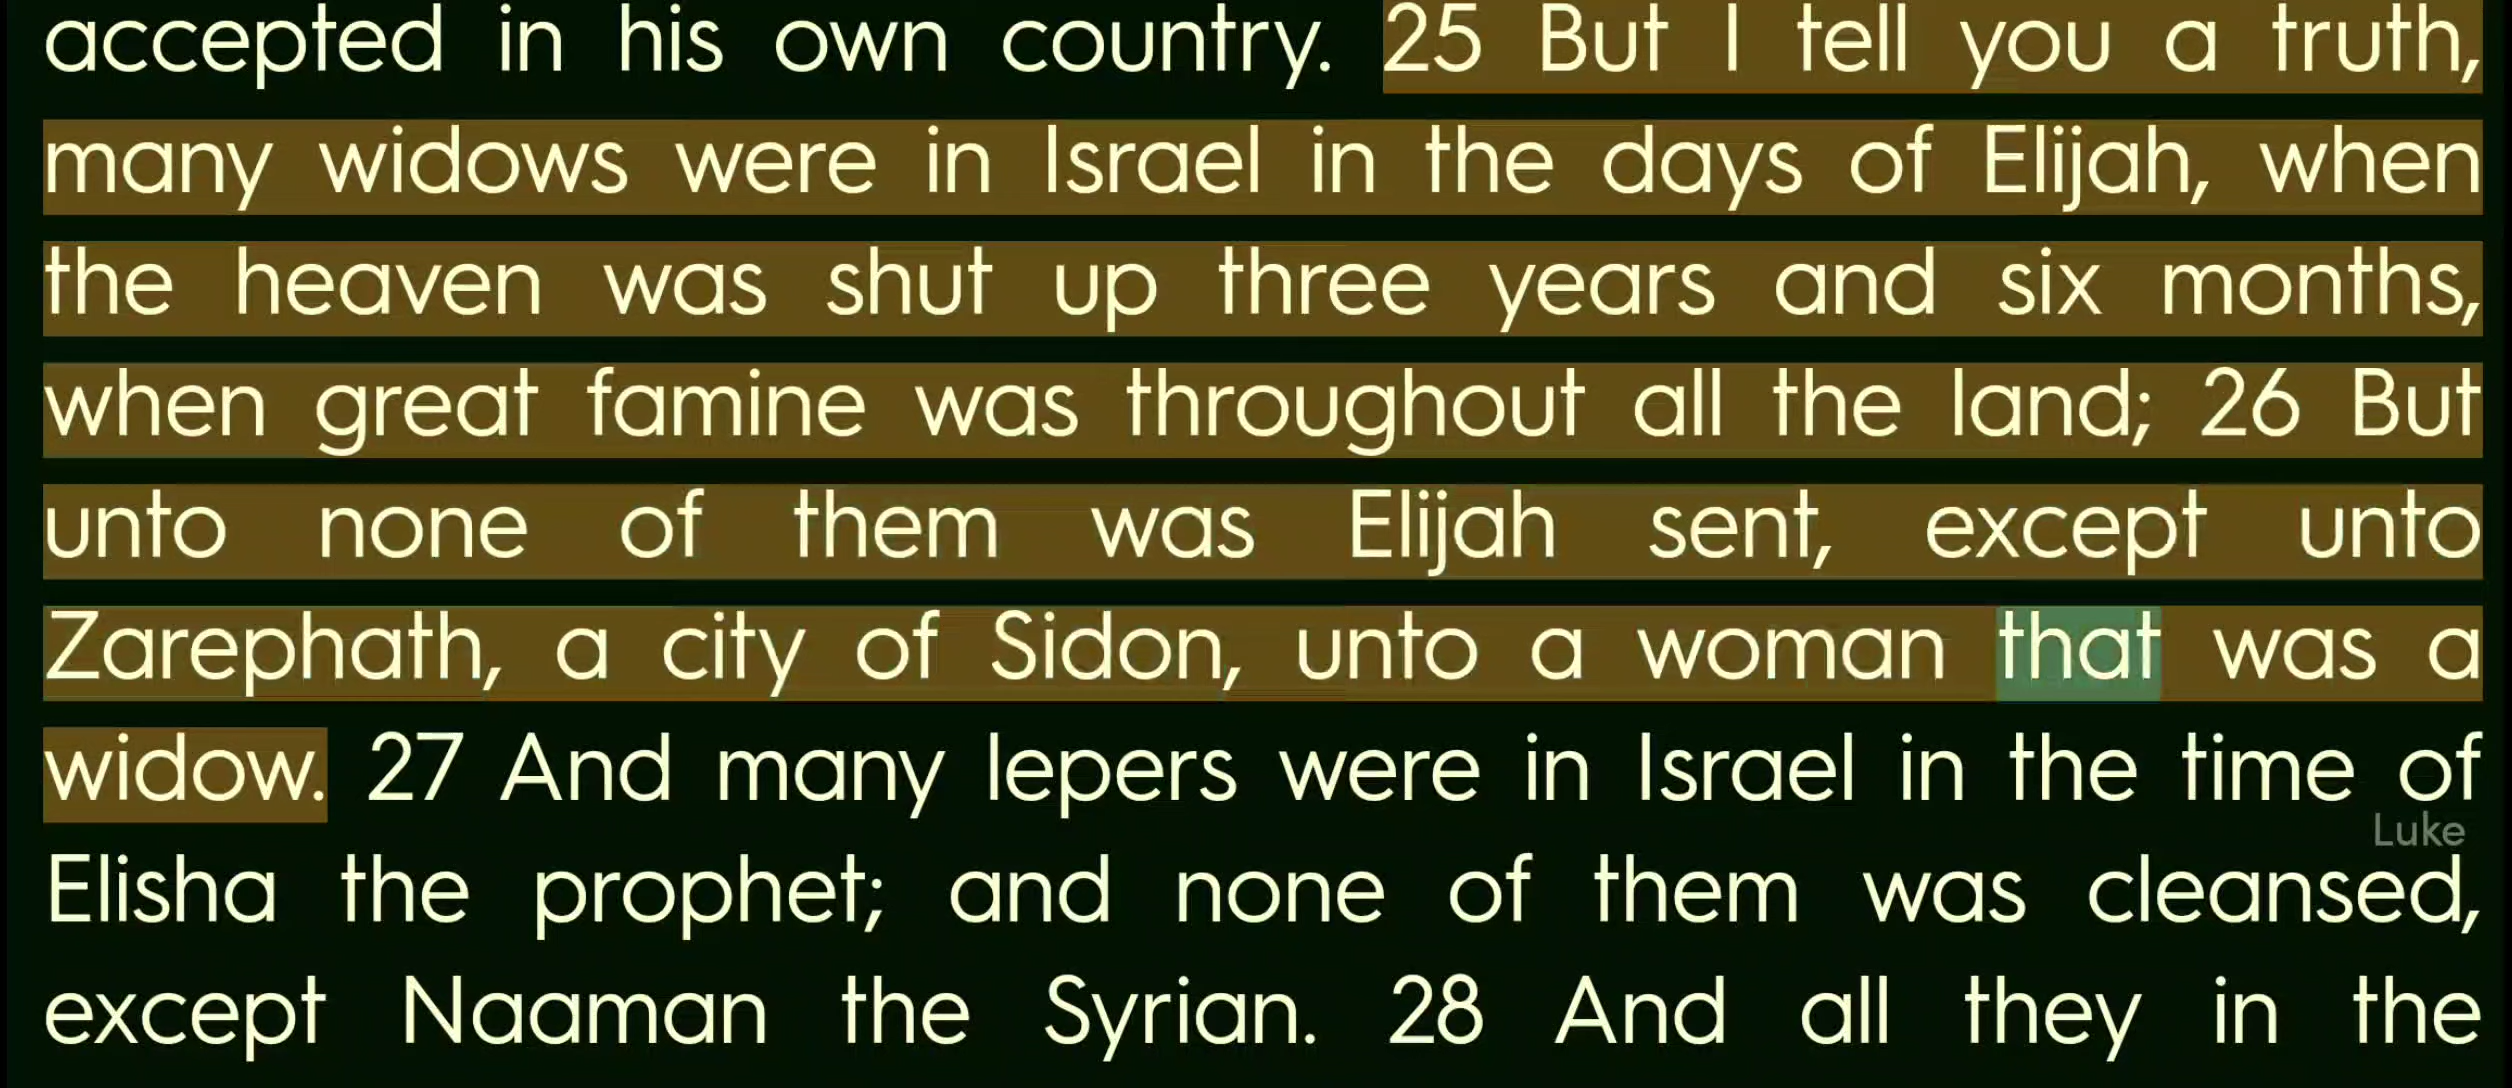 accepted in his own country. 25 But I tell you a truth,
many widows were in Israel in the days of Elijah, when
the heaven was shut up three years and six months,
when great famine was throughout all the land; 26 But
unto none of them was Elijah sent, except unto
Zarephath, a city of Sidon, unto a woman that was a
widow. 27 And many lepers were in Israel in the time of
Luke
Elisha the prophet; and none of them was cleansed,
except Naaman the Syrian. 28 And all they in the